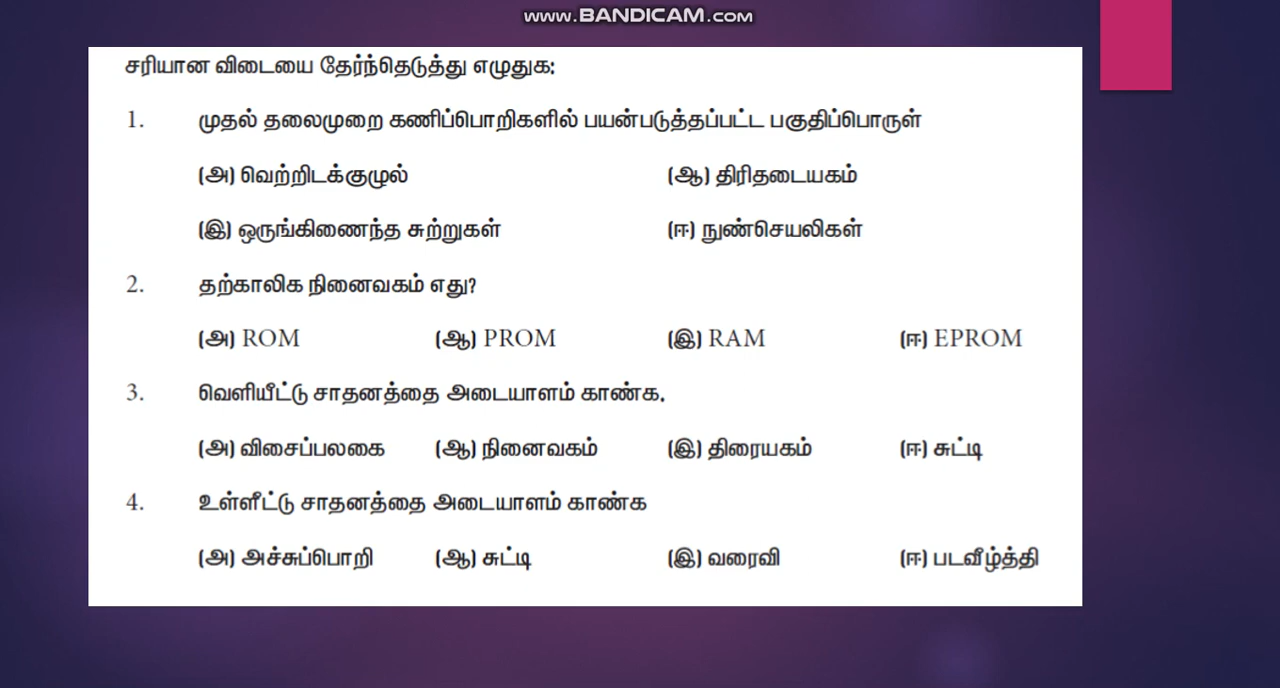 www.BANDICAM.com
சரியான விடையை தேர்ந்தெடுத்து எழுதுக:
1. முதல் தலைமுறை கணிப்பொறிகளில் பயன்படுத்தப்பட்ட பகுதிப்பொருள்
(அ) வெற்றிடக்குழல் (ஆ) திரிதடையகம்
(இ) ஒருங்கிணைந்த சுற்றுகள் (ஈ) நுண்செயலிகள்
2. தற்காலிக நினைவகம் எது?
(அ) ROM (ஆ) PROM (இ) RAM (ஈ) EPROM
3. வெளியீட்டு சாதனத்தை அடையாளம் காண்க.
(அ) விசைப்பலகை (ஆ) நினைவகம் (இ) திரையகம் (ஈ) சுட்டி
4. உள்ளீட்டு சாதனத்தை அடையாளம் காண்க
(அ) அச்சுப்பொறி (ஆ) சுட்டி (இ) வரைவி (ஈ) படவீழ்த்தி